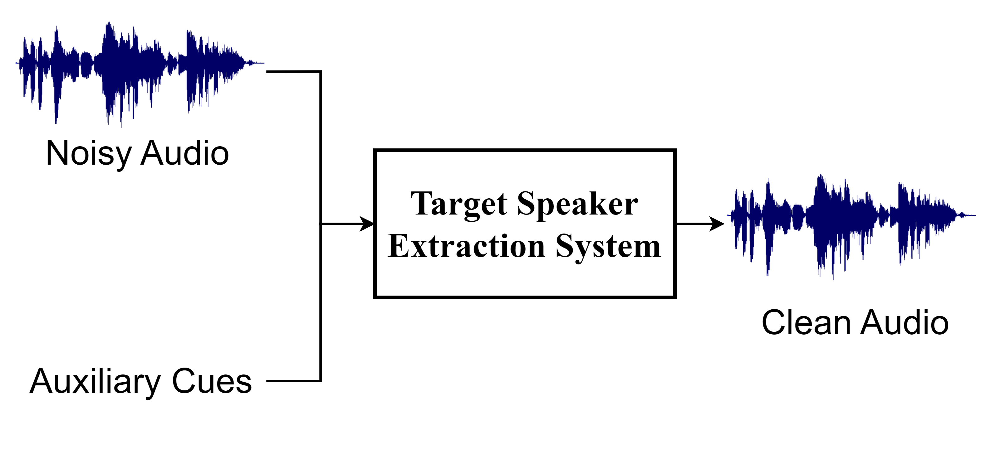 Noisy Audio
Target Speaker
Extraction System
Clean Audio
Auxiliary Cues